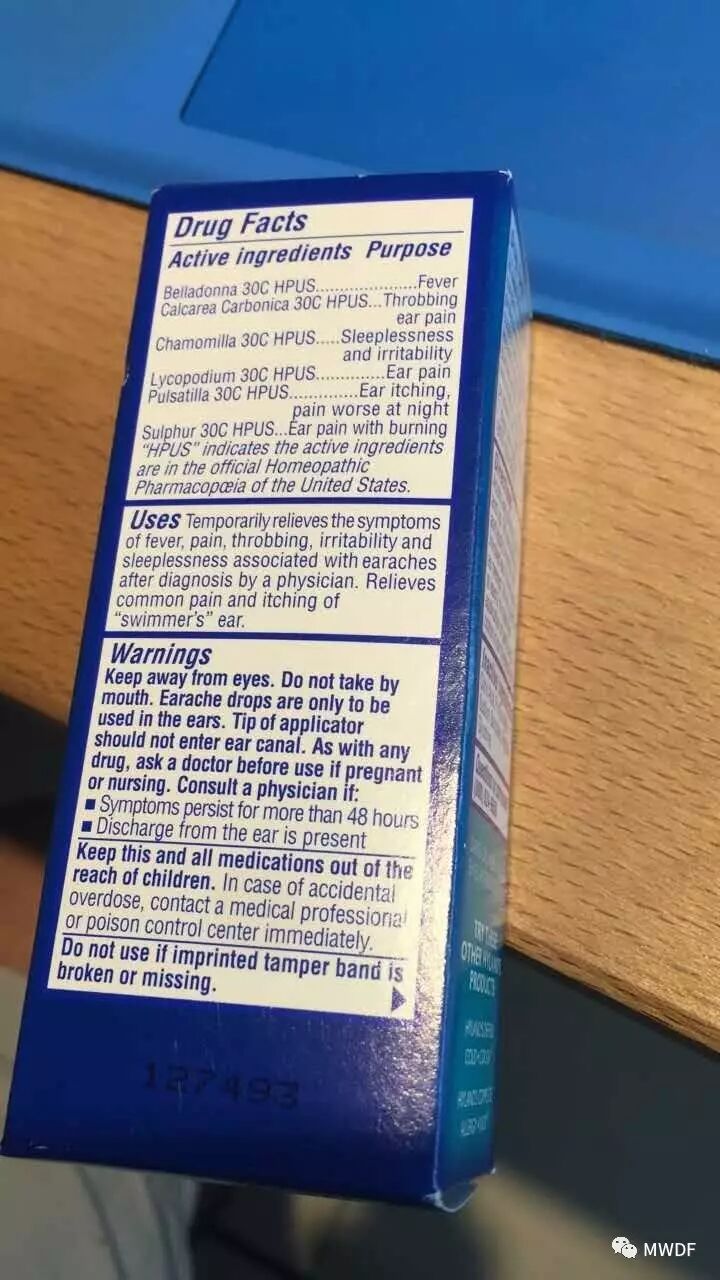 Drug Facts
Active ingredients Purpose
Belladonna 30C HPUS.....................Fever
Calcarea Carbonica 30C HPUS...Throbbing
ear pain
Chamomilla 30C HPUS.....Sleeplessness
and irritability
Lycopodium 30C HPUS..............Ear pain
Pulsatilla 30C HPUS..............Ear itching,
pain worse at night
Sulphur 30C HPUS...Ear pain with burning
“HPUS” indicates the active ingredients
are in the official Homeopathic
Pharmacopœia of the United States.
Uses Temporarily relieves the symptoms
of fever, pain, throbbing, irritability and
sleeplessness associated with earaches
after diagnosis by a physician. Relieves
common pain and itching of
“swimmer's” ear.
Warnings
Keep away from eyes. Do not take by
mouth. Earache drops are only to be
used in the ears. Tip of applicator
should not enter ear canal. As with any
drug, ask a doctor before use if pregnant
or nursing. Consult a physician if:
■ Symptoms persist for more than 48 hours
■ Discharge from the ear is present
Keep this and all medications out of the
reach of children. In case of accidental
overdose, contact a medical professional
or poison control center immediately.
Do not use if imprinted tamper band is
broken or missing.
127493
TRY THESE
OTHER HYLAND'S
PRODUCTS
MWDF